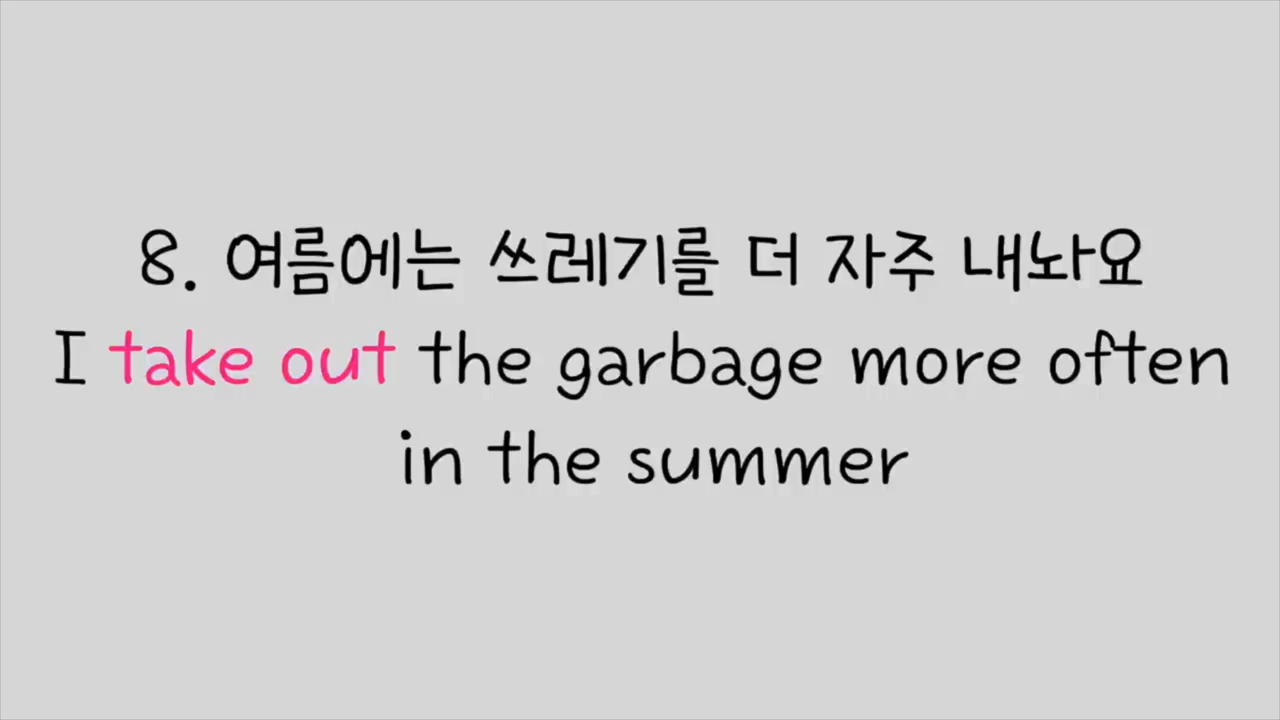 8. 여름에는 쓰레기를 더 자주 내놔요
I take out the garbage more often
in the summer